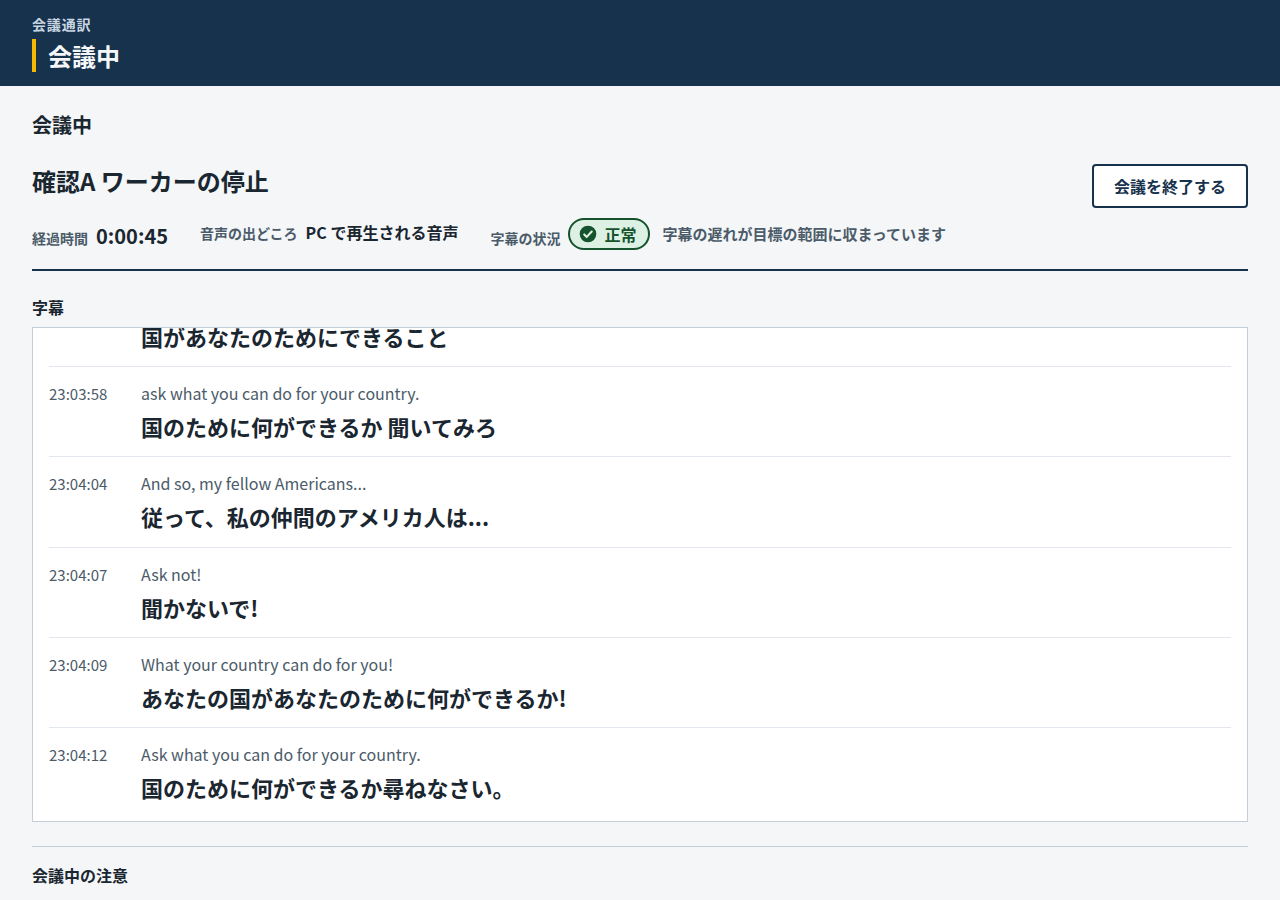 会議通訳
会議中
会議中
確認A ワーカーの停止
会議を終了する
経過時間 0:00:45 音声の出どころ PC で再生される音声 字幕の状況 正常 字幕の遅れが目標の範囲に収まっています
字幕
国があなたのためにできること
23:03:58 ask what you can do for your country.
国のために何ができるか 聞いてみろ
23:04:04 And so, my fellow Americans...
従って、私の仲間のアメリカ人は...
23:04:07 Ask not!
聞かないで!
23:04:09 What your country can do for you!
あなたの国があなたのために何ができるか!
23:04:12 Ask what you can do for your country.
国のために何ができるか尋ねなさい。
会議中の注意